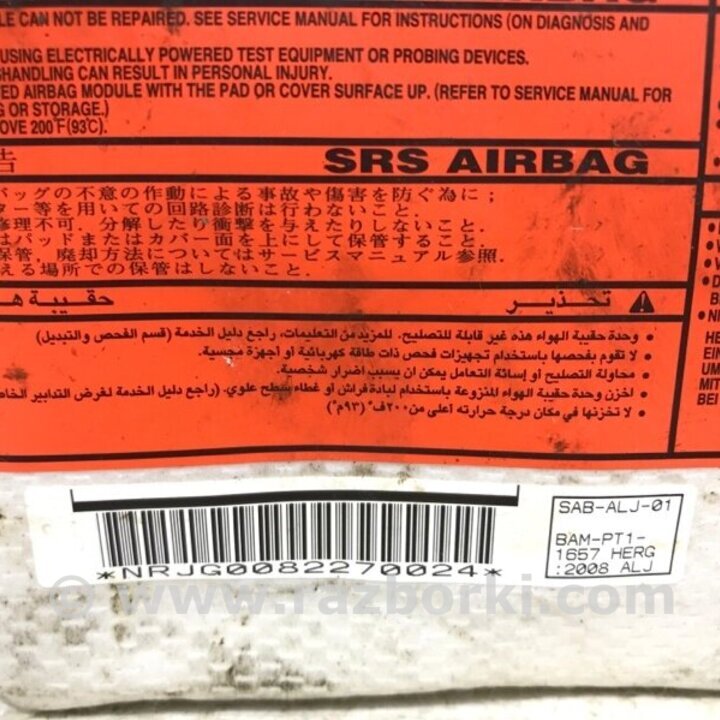 LE CAN NOT BE REPAIRED. SEE SERVICE MANUAL FOR INSTRUCTIONS (ON DIAGNOSIS AND
USING ELECTRICALLY POWERED TEST EQUIPMENT OR PROBING DEVICES.
SHANDLING CAN RESULT IN PERSONAL INJURY.
ED AIRBAG MODULE WITH THE PAD OR COVER SURFACE UP. (REFER TO SERVICE MANUAL FOR
G OR STORAGE.)
OVE 200°F (93℃).
告 SRS AIRBAG
バッグの不意の作動による事故や傷害を防ぐ為に;
ター等を用いての回路診断は行わないこと.
修理不可. 分解したり衝撃を与えたりしないこと.
はパッドまたはカバー面を上にして保管すること.
保管, 廃却方法についてはサービスマニュアル参照.
える場所での保管はしないこと.
تحذير حقيبة ه
• وحدة حقيبة الهواء هذه غير قابلة للتصليح. للمزيد من التعليمات، راجع دليل الخدمة (قسم الفحص والتبديل)
• لا تقوم بفحصها باستخدام تجهيزات فحص ذات طاقة كهربائية أو أجهزة مجسية.
• محاولة التصليح أو إسائة التعامل يمكن ان يسبب اضرار شخصية.
• اخزن وحدة حقيبة الهواء المنزوعة باستخدام لبادة فراش أو غطاء سطح علوي. (راجع دليل الخدمة لغرض التدابير الخاص
• لا تخزنها في مكان درجة حرارته أعلى من ٢٠٠ف° (٩٣م°)
• D
B
• NI
HE
EIN
UM
MIT
BEI
SAB-ALJ-01
BAM-PT1-
1657 HERG
:2008 ALJ
*NRJG0082270024*
© www.razborki.com